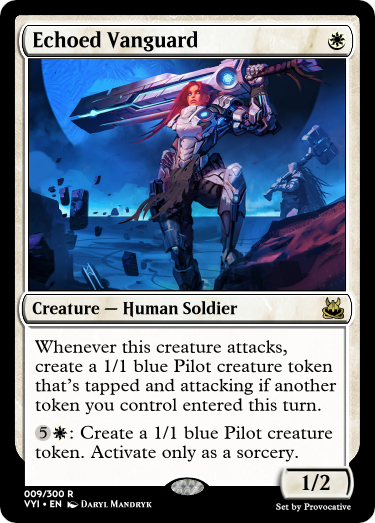 Echoed Vanguard
Creature — Human Soldier
Whenever this creature attacks,
create a 1/1 blue Pilot creature token
that's tapped and attacking if another
token you control entered this turn.
5: Create a 1/1 blue Pilot creature
token. Activate only as a sorcery.
1/2
009/300 R
VYI • EN Daryl Mandryk
Set by Provocative